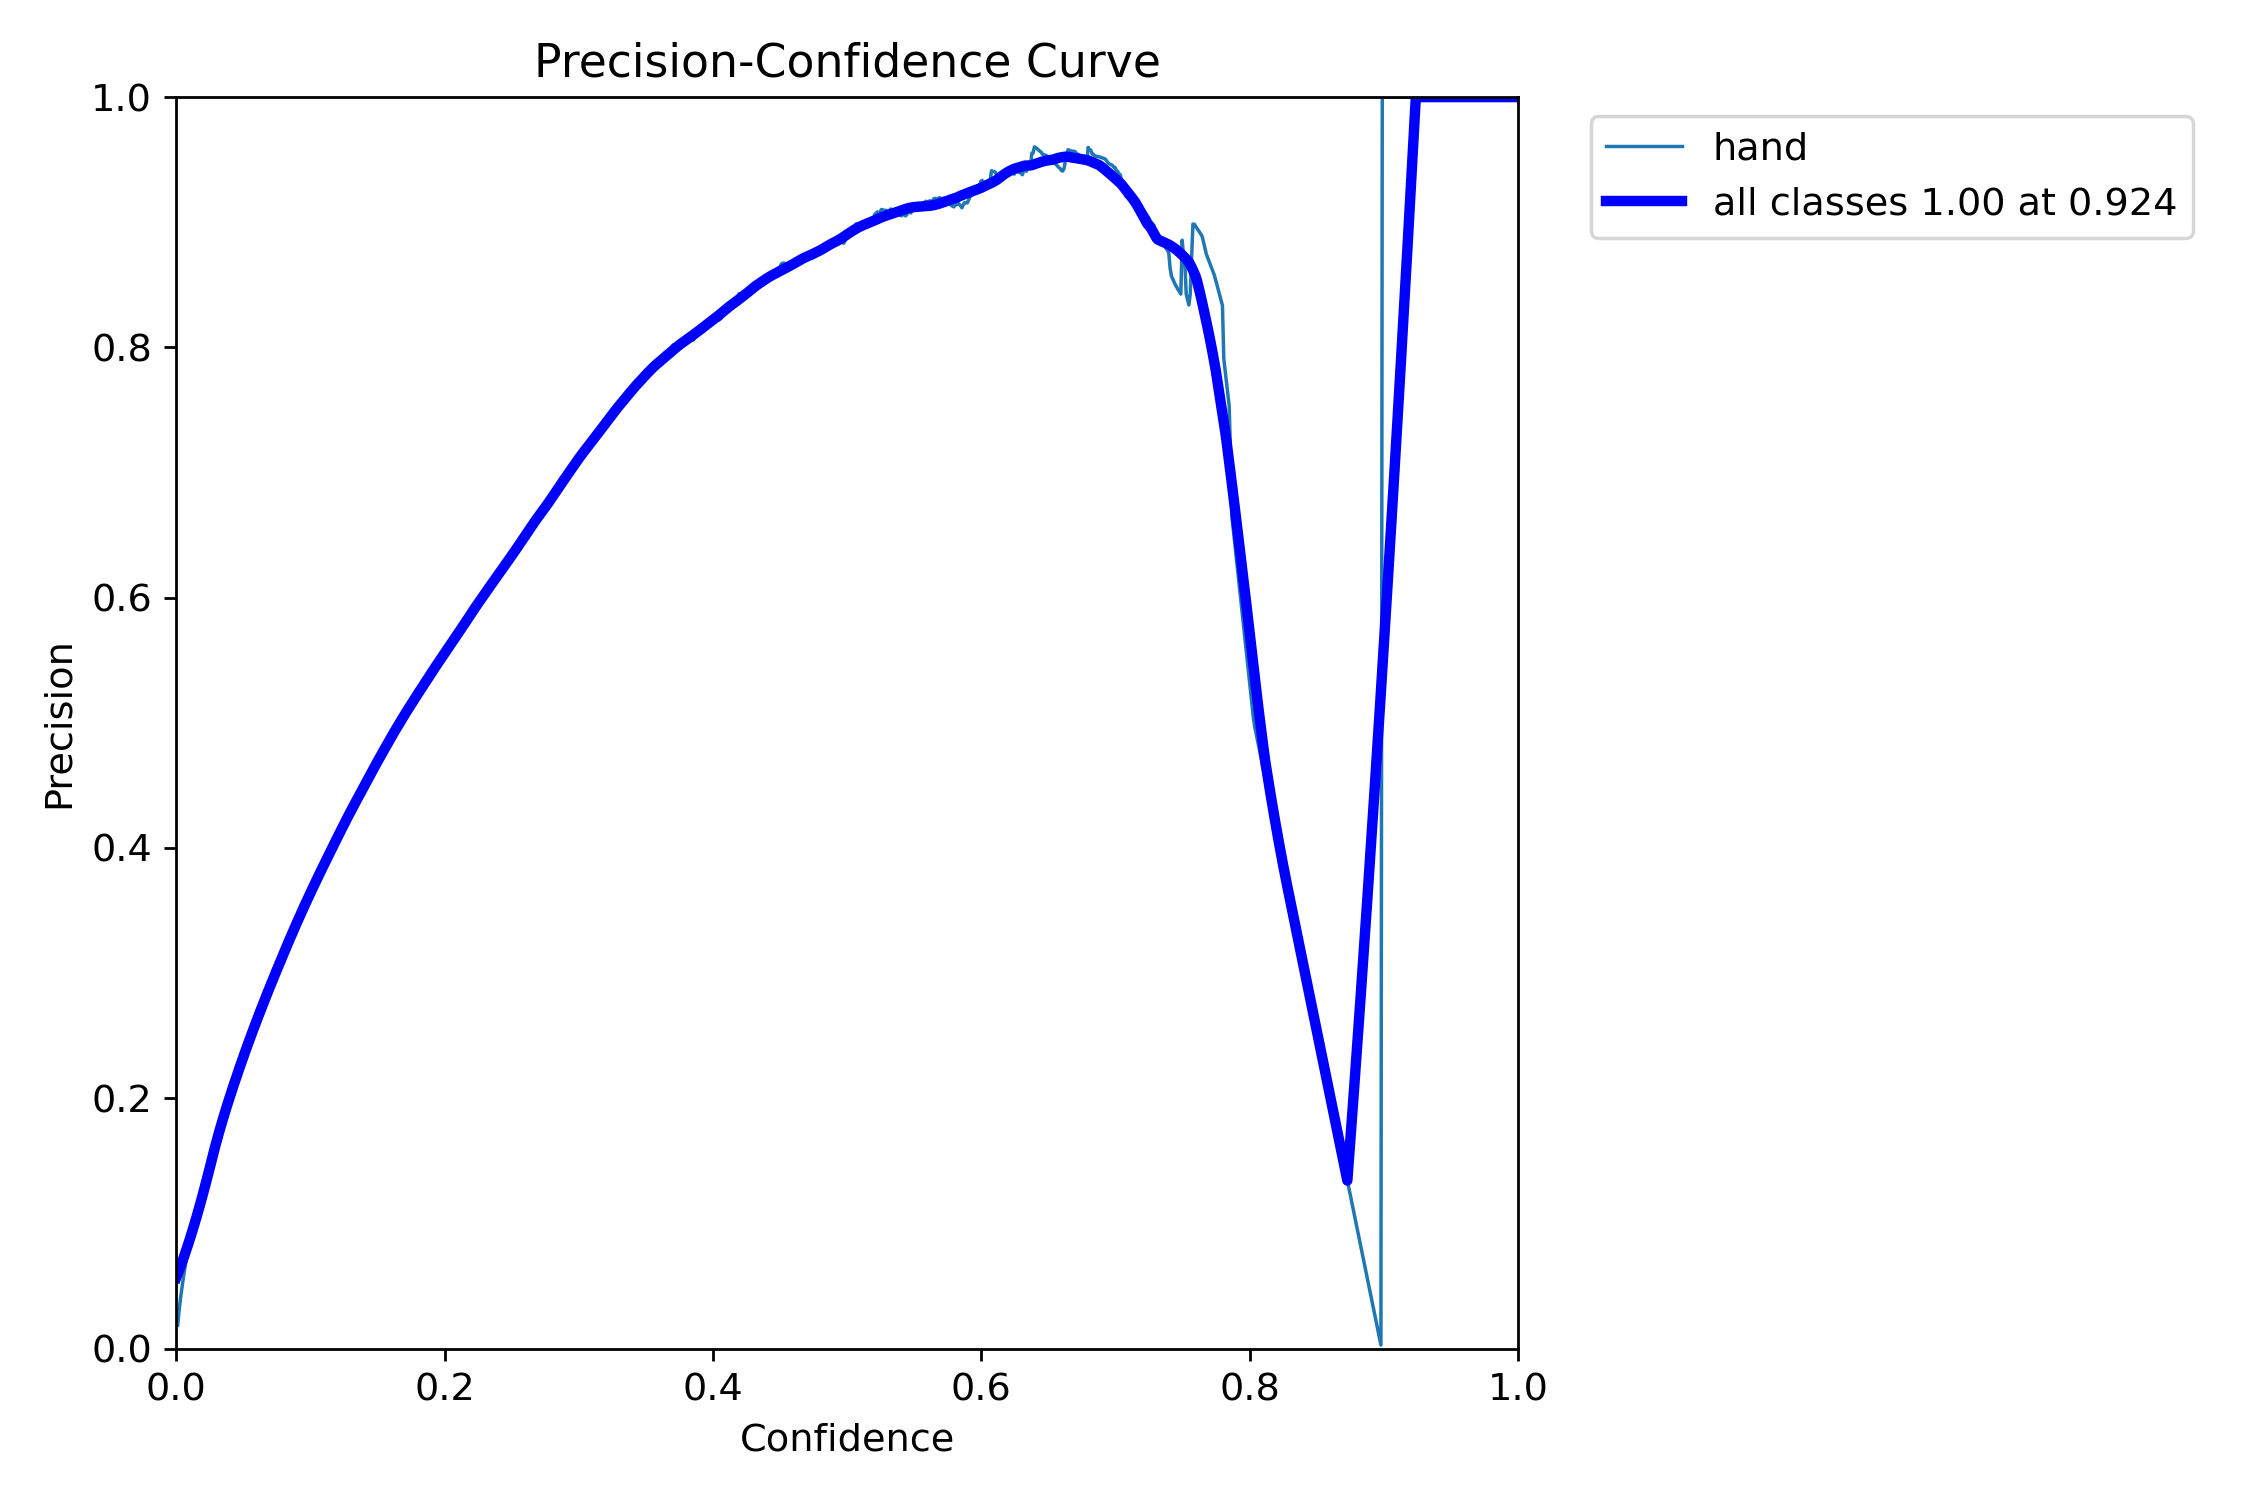 Precision-Confidence Curve
1.0
0.8
0.6
0.4
0.2
0.0
Precision
0.0 0.2 0.4 0.6 0.8 1.0
Confidence
hand
all classes 1.00 at 0.924